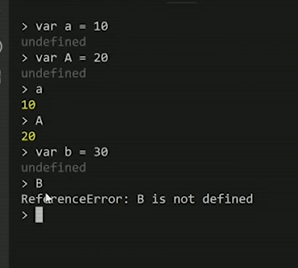 > var a = 10
undefined
> var A = 20
undefined
> a
10
> A
20
> var b = 30
undefined
> B
ReferenceError: B is not defined
>